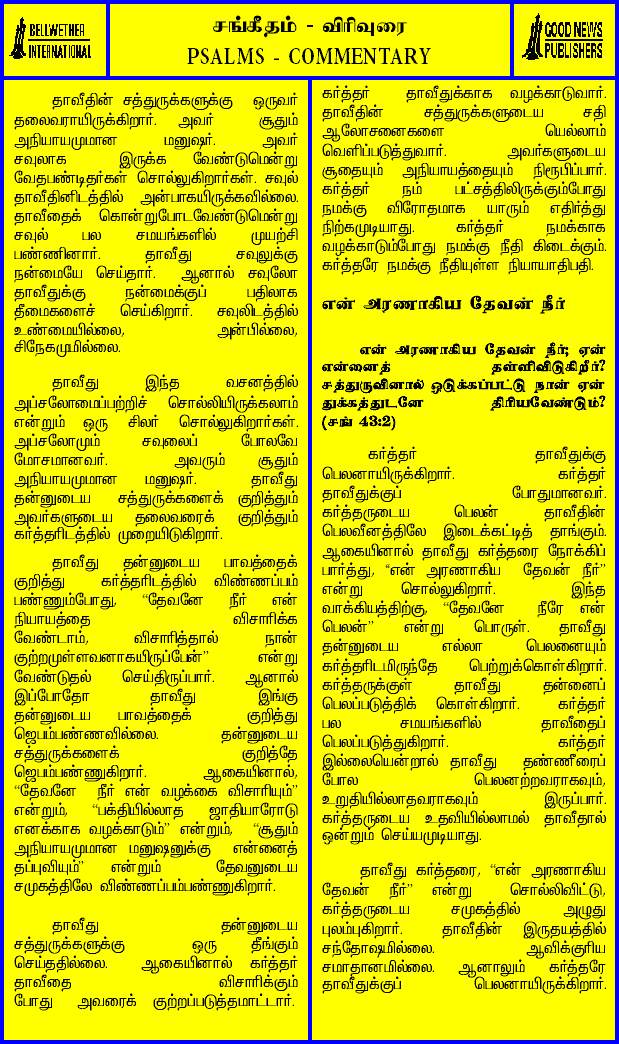 BELLWETHER
INTERNATIONAL
சங்கீதம் - விரிவுரை
PSALMS - COMMENTARY
GOOD NEWS
PUBLISHERS
தாவீதின் சத்துருக்களுக்கு ஒருவர்
தலைவராயிருக்கிறார். அவர் சூதும்
அநியாயமுமான மனுஷர். அவர்
சவுலாக இருக்க வேண்டுமென்று
வேதபண்டிதர்கள் சொல்லுகிறார்கள். சவுல்
தாவீதினிடத்தில் அன்பாகயிருக்கவில்லை.
தாவீதைக் கொன்றுபோடவேண்டுமென்று
சவுல் பல சமயங்களில் முயற்சி
பண்ணினார். தாவீது சவுலுக்கு
நன்மையே செய்தார். ஆனால் சவுலோ
தாவீதுக்கு நன்மைக்குப் பதிலாக
தீமைகளைச் செய்கிறார். சவுலிடத்தில்
உண்மையில்லை, அன்பில்லை,
சிநேகமுமில்லை.
தாவீது இந்த வசனத்தில்
அப்சலோமைப்பற்றிச் சொல்லியிருக்கலாம்
என்றும் ஒரு சிலர் சொல்லுகிறார்கள்.
அப்சலோமும் சவுலைப் போலவே
மோசமானவர். அவரும் சூதும்
அநியாயமுமான மனுஷர். தாவீது
தன்னுடைய சத்துருக்களைக் குறித்தும்
அவர்களுடைய தலைவரைக் குறித்தும்
கர்த்தரிடத்தில் முறையிடுகிறார்.
தாவீது தன்னுடைய பாவத்தைக்
குறித்து கர்த்தரிடத்தில் விண்ணப்பம்
பண்ணும்போது, “தேவனே நீர் என்
நியாயத்தை விசாரிக்க
வேண்டாம், விசாரித்தால் நான்
குற்றமுள்ளவனாகயிருப்பேன்” என்று
வேண்டுதல் செய்திருப்பார். ஆனால்
இப்போதோ தாவீது இங்கு
தன்னுடைய பாவத்தைக் குறித்து
ஜெபம்பண்ணவில்லை. தன்னுடைய
சத்துருக்களைக் குறித்தே
ஜெபம்பண்ணுகிறார். ஆகையினால்,
“தேவனே நீர் என் வழக்கை விசாரியும்”
என்றும், “பக்தியில்லாத ஜாதியாரோடு
எனக்காக வழக்காடும்” என்றும், “சூதும்
அநியாயமுமான மனுஷனுக்கு என்னைத்
தப்புவியும்” என்றும் தேவனுடைய
சமுகத்திலே விண்ணப்பம்பண்ணுகிறார்.
தாவீது தன்னுடைய
சத்துருக்களுக்கு ஒரு தீங்கும்
செய்ததில்லை. ஆகையினால் கர்த்தர்
தாவீதை விசாரிக்கும்
போது அவரைக் குற்றப்படுத்தமாட்டார்.
கர்த்தர் தாவீதுக்காக வழக்காடுவார்.
தாவீதின் சத்துருக்களுடைய சதி
ஆலோசனைகளை யெல்லாம்
வெளிப்படுத்துவார். அவர்களுடைய
சூதையும் அநியாயத்தையும் நிரூபிப்பார்.
கர்த்தர் நம் பட்சத்திலிருக்கும்போது
நமக்கு விரோதமாக யாரும் எதிர்த்து
நிற்கமுடியாது. கர்த்தர் நமக்காக
வழக்காடும்போது நமக்கு நீதி கிடைக்கும்.
கர்த்தரே நமக்கு நீதியுள்ள நியாயாதிபதி.
என் அரணாகிய தேவன் நீர்
என் அரணாகிய தேவன் நீர்; ஏன்
என்னைத் தள்ளிவிடுகிறீர்?
சத்துருவினால் ஒடுக்கப்பட்டு நான் ஏன்
துக்கத்துடனே திரியவேண்டும்?
(சங் 43:2)
கர்த்தர் தாவீதுக்கு
பெலனாயிருக்கிறார். கர்த்தர்
தாவீதுக்குப் போதுமானவர்.
கர்த்தருடைய பெலன் தாவீதின்
பெலவீனத்திலே இடைக்கட்டித் தாங்கும்.
ஆகையினால் தாவீது கர்த்தரை நோக்கிப்
பார்த்து, “என் அரணாகிய தேவன் நீர்”
என்று சொல்லுகிறார். இந்த
வாக்கியத்திற்கு, “தேவனே நீரே என்
பெலன்” என்று பொருள். தாவீது
தன்னுடைய எல்லா பெலனையும்
கர்த்தரிடமிருந்தே பெற்றுக்கொள்கிறார்.
கர்த்தருக்குள் தாவீது தன்னைப்
பெலப்படுத்திக் கொள்கிறார். கர்த்தர்
பல சமயங்களில் தாவீதைப்
பெலப்படுத்துகிறார். கர்த்தர்
இல்லையென்றால் தாவீது தண்ணீரைப்
போல பெலனற்றவராகவும்,
உறுதியில்லாதவராகவும் இருப்பார்.
கர்த்தருடைய உதவியில்லாமல் தாவீதால்
ஒன்றும் செய்யமுடியாது.
தாவீது கர்த்தரை, “என் அரணாகிய
தேவன் நீர்” என்று சொல்லிவிட்டு,
கர்த்தருடைய சமுகத்தில் அழுது
புலம்புகிறார். தாவீதின் இருதயத்தில்
சந்தோஷமில்லை. ஆவிக்குரிய
சமாதானமில்லை. ஆனாலும் கர்த்தரே
தாவீதுக்குப் பெலனாயிருக்கிறார்.